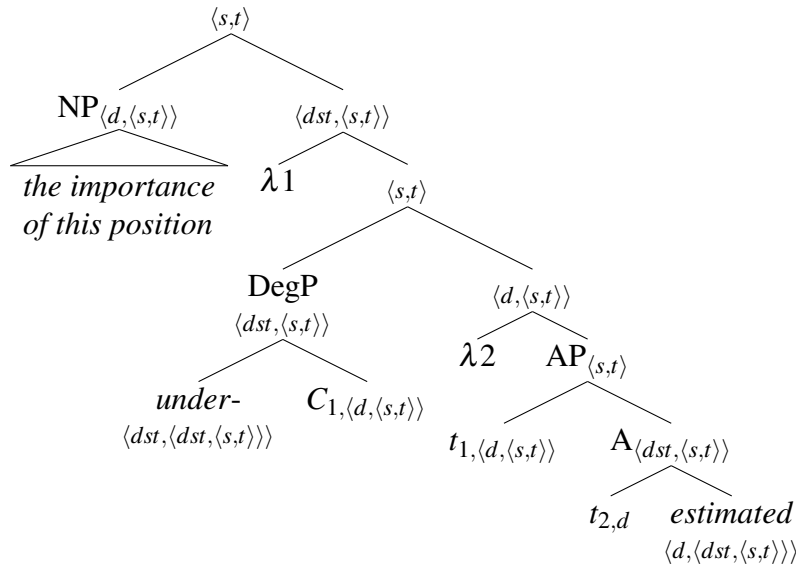 ⟨s,t⟩
NP⟨d,⟨s,t⟩⟩ ⟨dst,⟨s,t⟩⟩
the importance
of this position
λ1 ⟨s,t⟩
DegP
⟨dst,⟨s,t⟩⟩
⟨d,⟨s,t⟩⟩
under-
⟨dst,⟨dst,⟨s,t⟩⟩⟩
C1,⟨d,⟨s,t⟩⟩
λ2 AP⟨s,t⟩
t1,⟨d,⟨s,t⟩⟩ A⟨dst,⟨s,t⟩⟩
t2,d estimated
⟨d,⟨dst,⟨s,t⟩⟩⟩